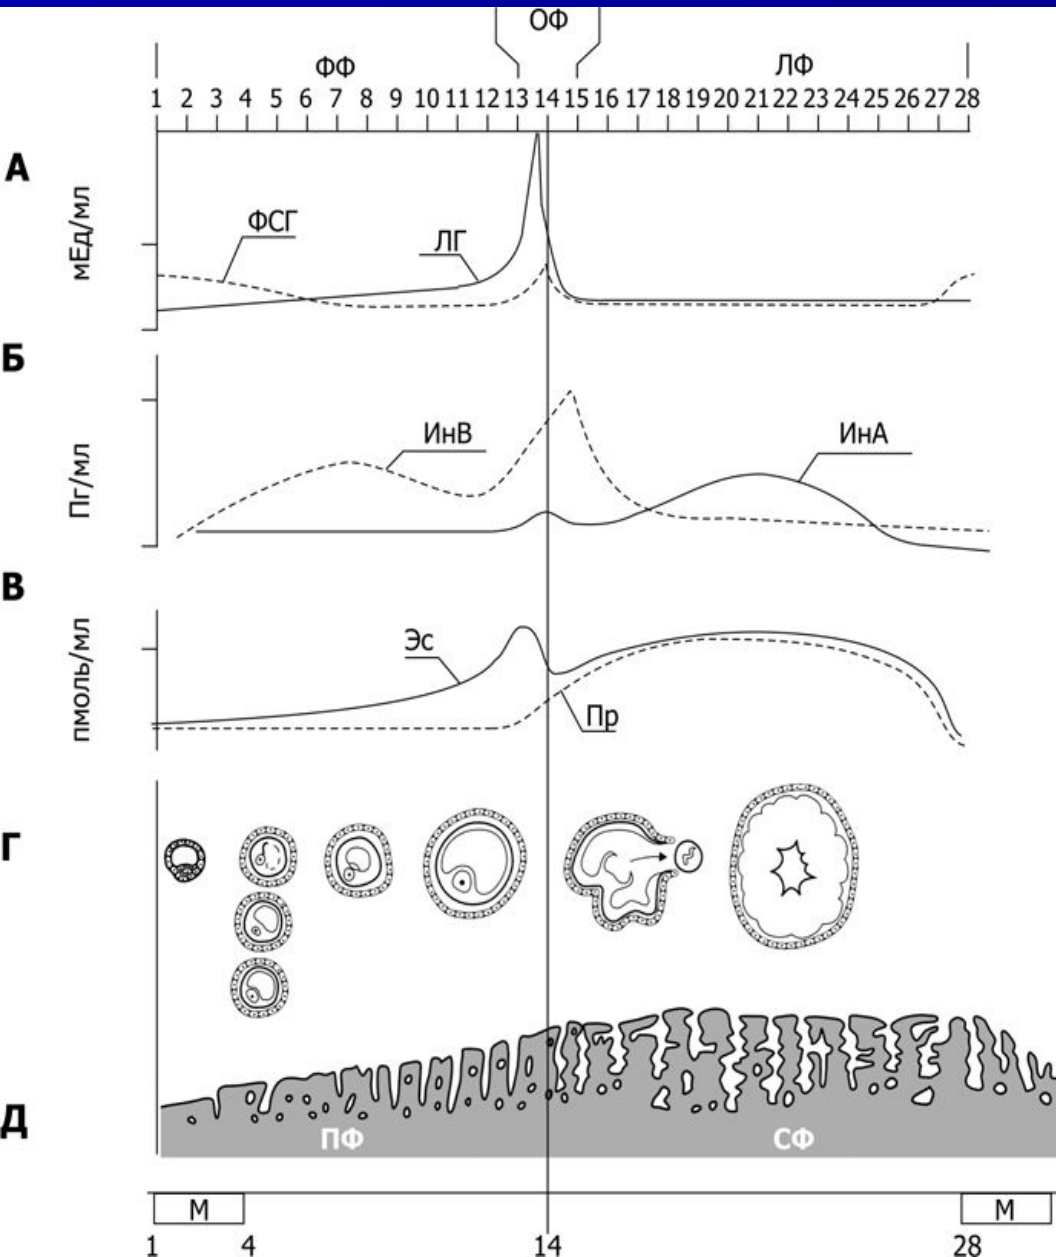 ОФ
ФФ ЛФ
1 2 3 4 5 6 7 8 9 10 11 12 13 14 15 16 17 18 19 20 21 22 23 24 25 26 27 28
А
мЕд/мл
ФСГ
ЛГ
Б
Пг/мл
ИнВ
ИнА
В
пмоль/мл
Эс
Пр
Г
Д
ПФ СФ
М М
1 4 14 28